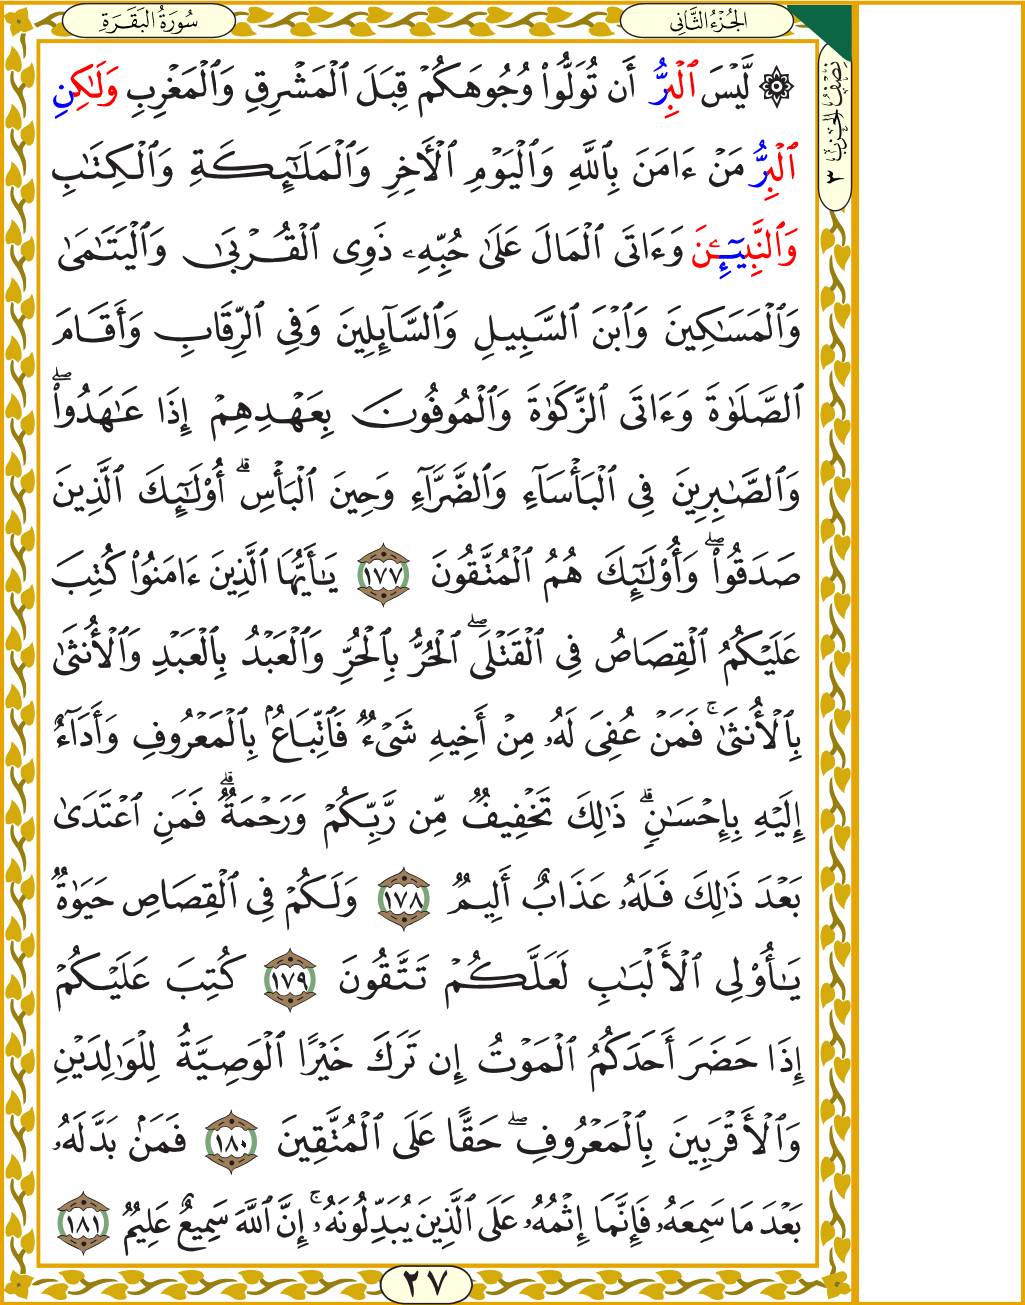 سُورَةُ البَقَرَةِ
الجُزْءُ الثَّانِي
نِصْفُ الحِزْبِ ٣
۞ لَّيْسَ ٱلْبِرُّ أَن تُوَلُّوا۟ وُجُوهَكُمْ قِبَلَ ٱلْمَشْرِقِ وَٱلْمَغْرِبِ وَلَٰكِنِ
ٱلْبِرُّ مَنْ ءَامَنَ بِٱللَّهِ وَٱلْيَوْمِ ٱلْأَخِرِ وَٱلْمَلَٰٓئِكَةِ وَٱلْكِتَٰبِ
وَٱلنَّبِيٓـِٔينَ وَءَاتَى ٱلْمَالَ عَلَىٰ حُبِّهِۦ ذَوِى ٱلْقُرْبَىٰ وَٱلْيَتَٰمَىٰ
وَٱلْمَسَٰكِينَ وَٱبْنَ ٱلسَّبِيلِ وَٱلسَّآئِلِينَ وَفِى ٱلرِّقَابِ وَأَقَامَ
ٱلصَّلَوٰةَ وَءَاتَى ٱلزَّكَوٰةَ وَٱلْمُوفُونَ بِعَهْدِهِمْ إِذَا عَٰهَدُوا۟ۖ
وَٱلصَّٰبِرِينَ فِى ٱلْبَأْسَآءِ وَٱلضَّرَّآءِ وَحِينَ ٱلْبَأْسِۗ أُو۟لَٰٓئِكَ ٱلَّذِينَ
صَدَقُوا۟ۖ وَأُو۟لَٰٓئِكَ هُمُ ٱلْمُتَّقُونَ ١٧٧ يَٰٓأَيُّهَا ٱلَّذِينَ ءَامَنُوا۟ كُتِبَ
عَلَيْكُمُ ٱلْقِصَاصُ فِى ٱلْقَتْلَىۖ ٱلْحُرُّ بِٱلْحُرِّ وَٱلْعَبْدُ بِٱلْعَبْدِ وَٱلْأُنثَىٰ
بِٱلْأُنثَىٰۚ فَمَنْ عُفِىَ لَهُۥ مِنْ أَخِيهِ شَىْءٌ فَٱتِّبَاعٌۢ بِٱلْمَعْرُوفِ وَأَدَآءٌ
إِلَيْهِ بِإِحْسَٰنٍۗ ذَٰلِكَ تَخْفِيفٌ مِّن رَّبِّكُمْ وَرَحْمَةٌۗ فَمَنِ ٱعْتَدَىٰ
بَعْدَ ذَٰلِكَ فَلَهُۥ عَذَابٌ أَلِيمٌ ١٧٨ وَلَكُمْ فِى ٱلْقِصَاصِ حَيَوٰةٌ
يَٰٓأُو۟لِى ٱلْأَلْبَٰبِ لَعَلَّكُمْ تَتَّقُونَ ١٧٩ كُتِبَ عَلَيْكُمْ
إِذَا حَضَرَ أَحَدَكُمُ ٱلْمَوْتُ إِن تَرَكَ خَيْرًا ٱلْوَصِيَّةُ لِلْوَٰلِدَيْنِ
وَٱلْأَقْرَبِينَ بِٱلْمَعْرُوفِۖ حَقًّا عَلَى ٱلْمُتَّقِينَ ١٨٠ فَمَنۢ بَدَّلَهُۥ
بَعْدَ مَا سَمِعَهُۥ فَإِنَّمَآ إِثْمُهُۥ عَلَى ٱلَّذِينَ يُبَدِّلُونَهُۥٓۚ إِنَّ ٱللَّهَ سَمِيعٌ عَلِيمٌ ١٨١
٢٧